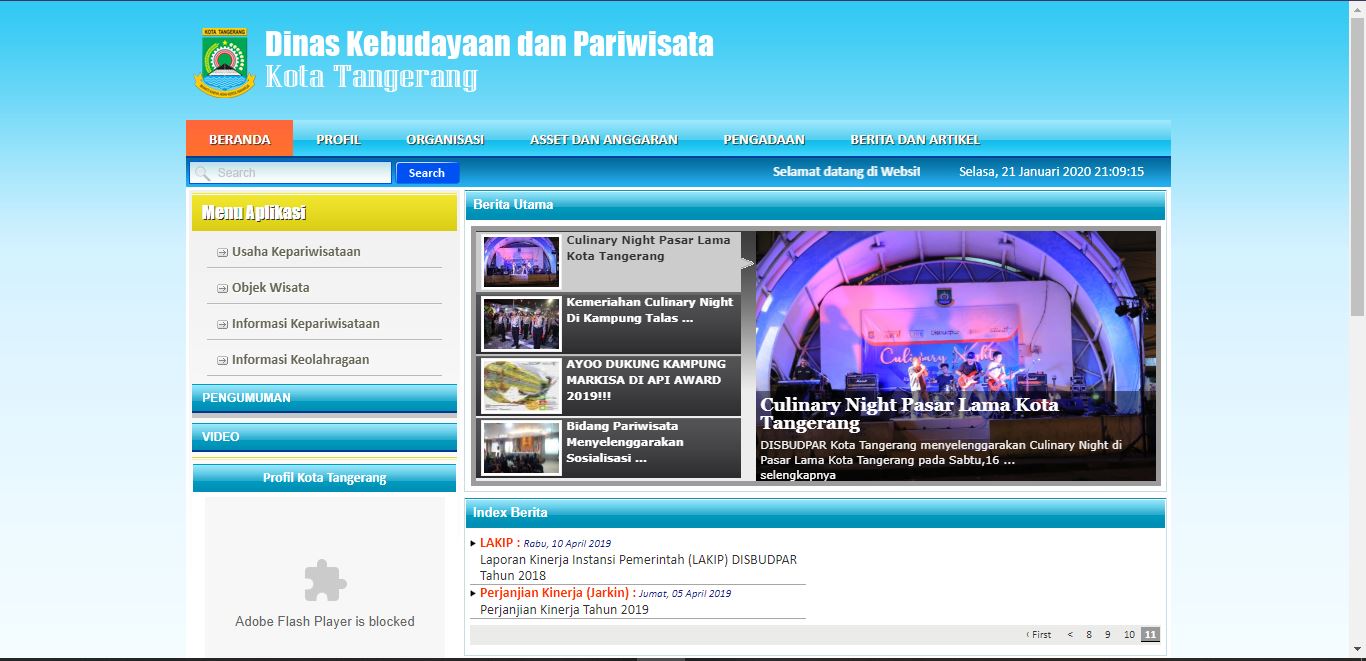 KOTA TANGERANG
Dinas Kebudayaan dan Pariwisata
Kota Tangerang
BERANDA PROFIL ORGANISASI ASSET DAN ANGGARAN PENGADAAN BERITA DAN ARTIKEL
Search Search Selamat datang di Websit Selasa, 21 Januari 2020 21:09:15
Menu Aplikasi
Usaha Kepariwisataan
Objek Wisata
Informasi Kepariwisataan
Informasi Keolahragaan
PENGUMUMAN
VIDEO
Profil Kota Tangerang
Adobe Flash Player is blocked
Berita Utama
Culinary Night Pasar Lama
Kota Tangerang
Kemeriahan Culinary Night
Di Kampung Talas ...
AYOO DUKUNG KAMPUNG
MARKISA DI API AWARD
2019!!!
Bidang Pariwisata
Menyelenggarakan
Sosialisasi ...
Culinary Night
Culinary Night Pasar Lama Kota
Tangerang
DISBUDPAR Kota Tangerang menyelenggarakan Culinary Night di
Pasar Lama Kota Tangerang pada Sabtu,16 ...
selengkapnya
Index Berita
LAKIP : Rabu, 10 April 2019
Laporan Kinerja Instansi Pemerintah (LAKIP) DISBUDPAR
Tahun 2018
Perjanjian Kinerja (Jarkin) : Jumat, 05 April 2019
Perjanjian Kinerja Tahun 2019
‹ First < 8 9 10 11